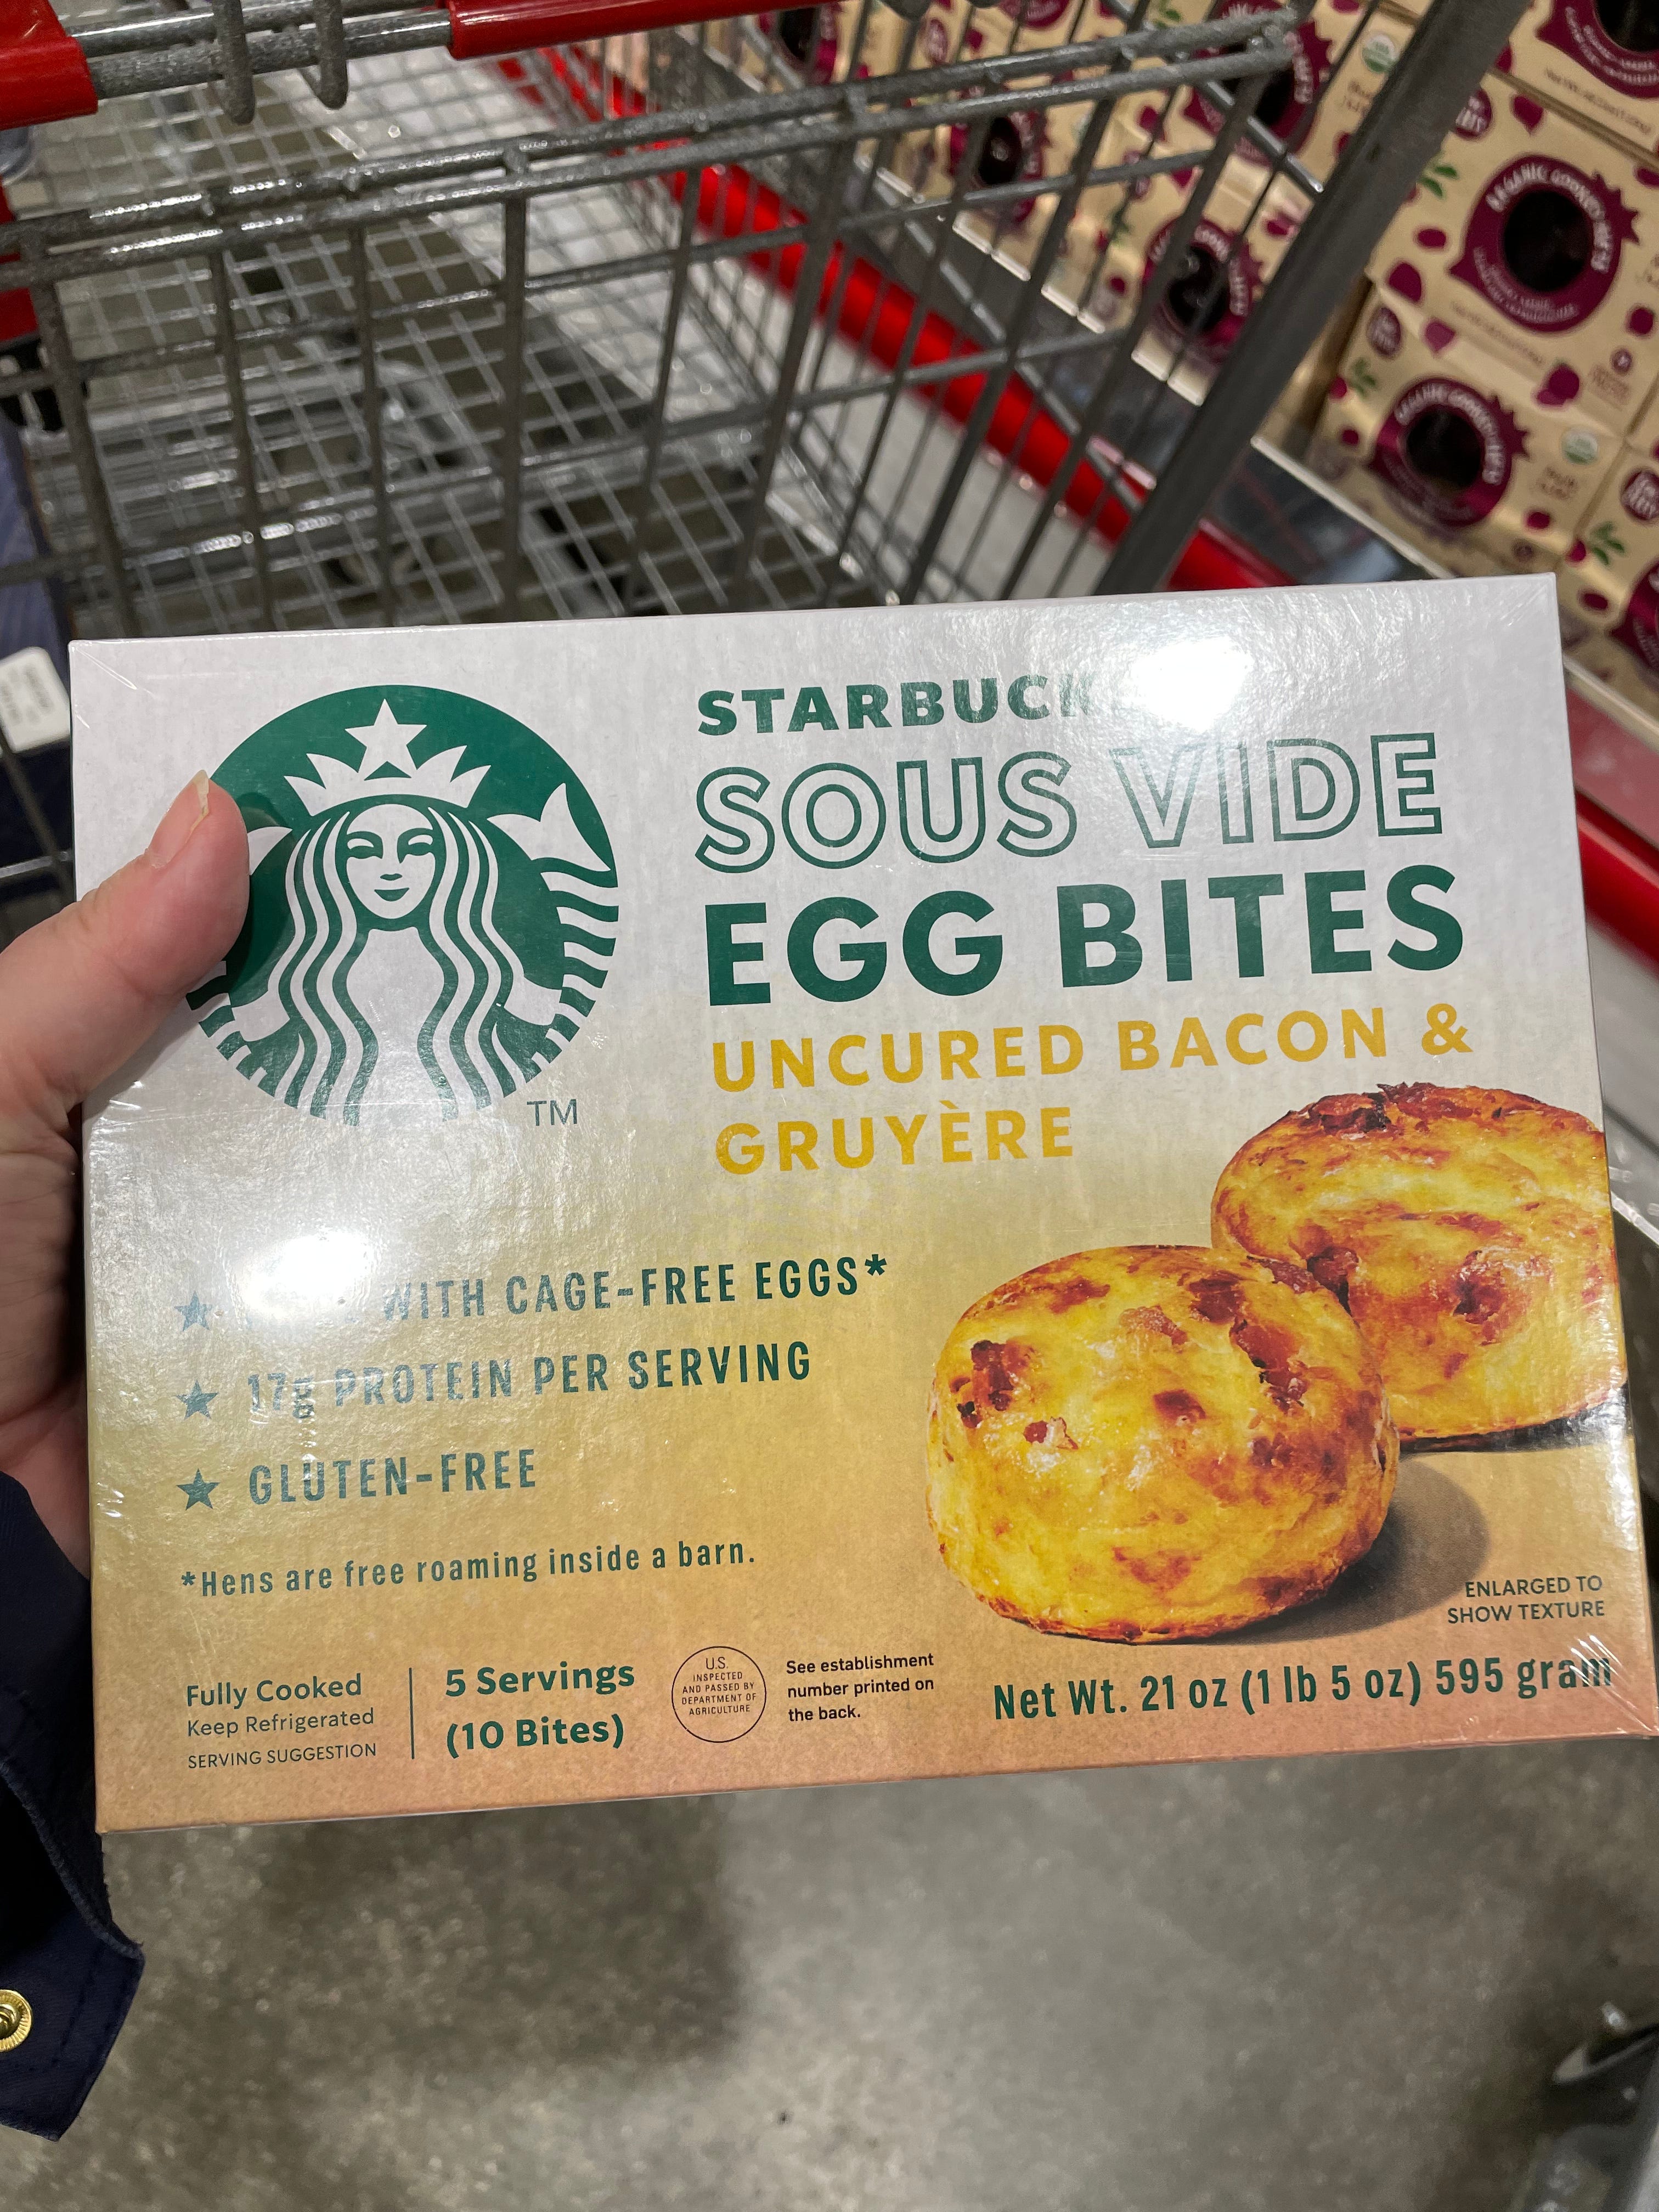 STARBUCK
SOUS VIDE
EGG BITES
UNCURED BACON &
GRUYÈRE
TM
WITH CAGE-FREE EGGS*
17g PROTEIN PER SERVING
GLUTEN-FREE
*Hens are free roaming inside a barn.
ENLARGED TO
SHOW TEXTURE
Fully Cooked
Keep Refrigerated
SERVING SUGGESTION
5 Servings
(10 Bites)
U.S.
INSPECTED
AND PASSED BY
DEPARTMENT OF
AGRICULTURE
See establishment
number printed on
the back.
Net Wt. 21 oz (1 lb 5 oz) 595 gram
ORGANIC